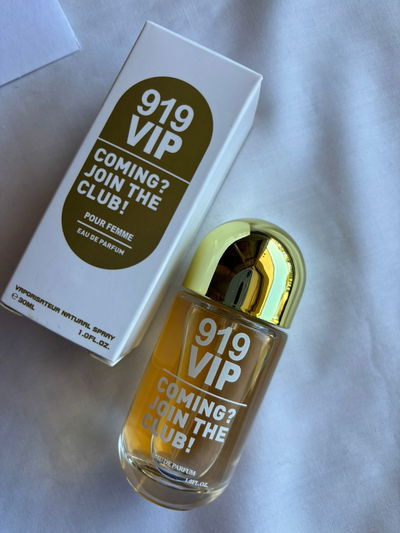 919
VIP
COMING?
JOIN THE
CLUB!
POUR FEMME
EAU DE PARFUM
VAPORISATEUR NATURAL SPRAY
℮ 30ML
1.0FL.OZ.
919
VIP
COMING?
JOIN THE
CLUB!
EAU DE PARFUM
1.0FL.OZ.